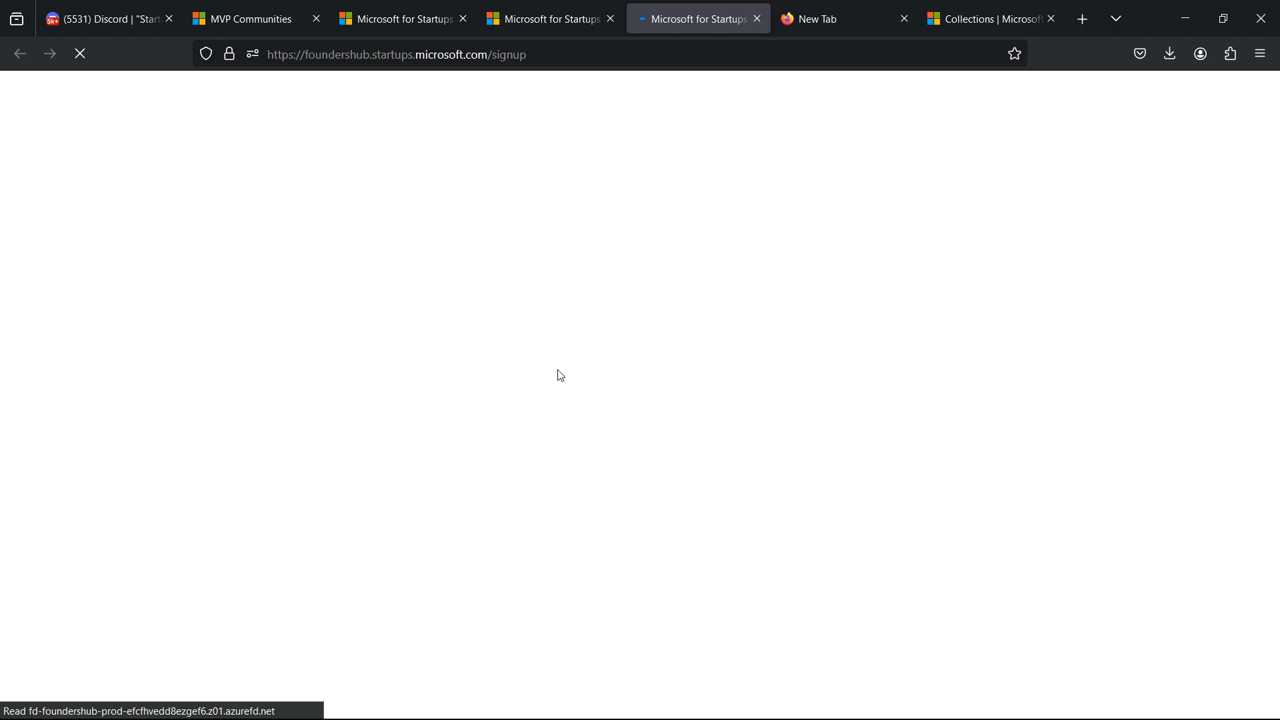 (5531) Discord | "Start
MVP Communities
Microsoft for Startups
Microsoft for Startups
Microsoft for Startups
New Tab
Collections | Microsoft
https://foundershub.startups.microsoft.com/signup
Read fd-foundershub-prod-efcfhvedd8ezgef6.z01.azurefd.net